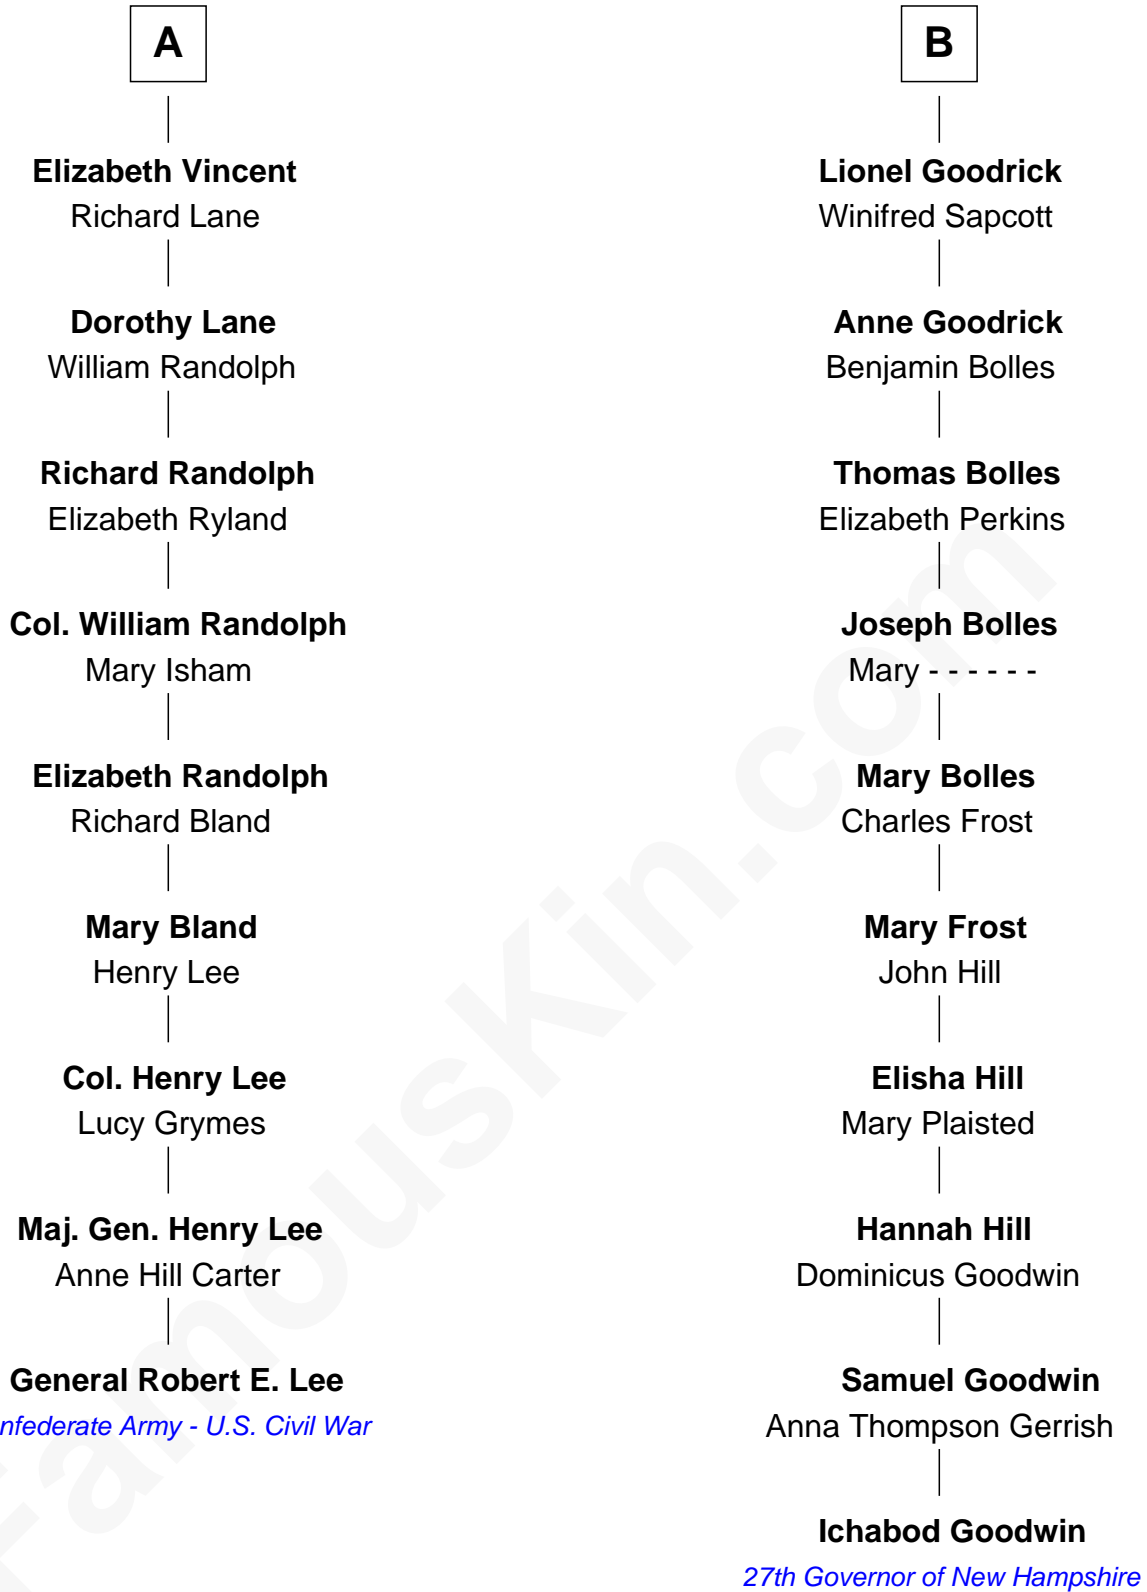 A
Elizabeth Vincent
Richard Lane
Dorothy Lane
William Randolph
Richard Randolph
Elizabeth Ryland
Col. William Randolph
Mary Isham
Elizabeth Randolph
Richard Bland
Mary Bland
Henry Lee
Col. Henry Lee
Lucy Grymes
Maj. Gen. Henry Lee
Anne Hill Carter
General Robert E. Lee
nfederate Army - U.S. Civil War
B
Lionel Goodrick
Winifred Sapcott
Anne Goodrick
Benjamin Bolles
Thomas Bolles
Elizabeth Perkins
Joseph Bolles
Mary - - - - - -
Mary Bolles
Charles Frost
Mary Frost
John Hill
Elisha Hill
Mary Plaisted
Hannah Hill
Dominicus Goodwin
Samuel Goodwin
Anna Thompson Gerrish
Ichabod Goodwin
27th Governor of New Hampshire
FamousKin.com